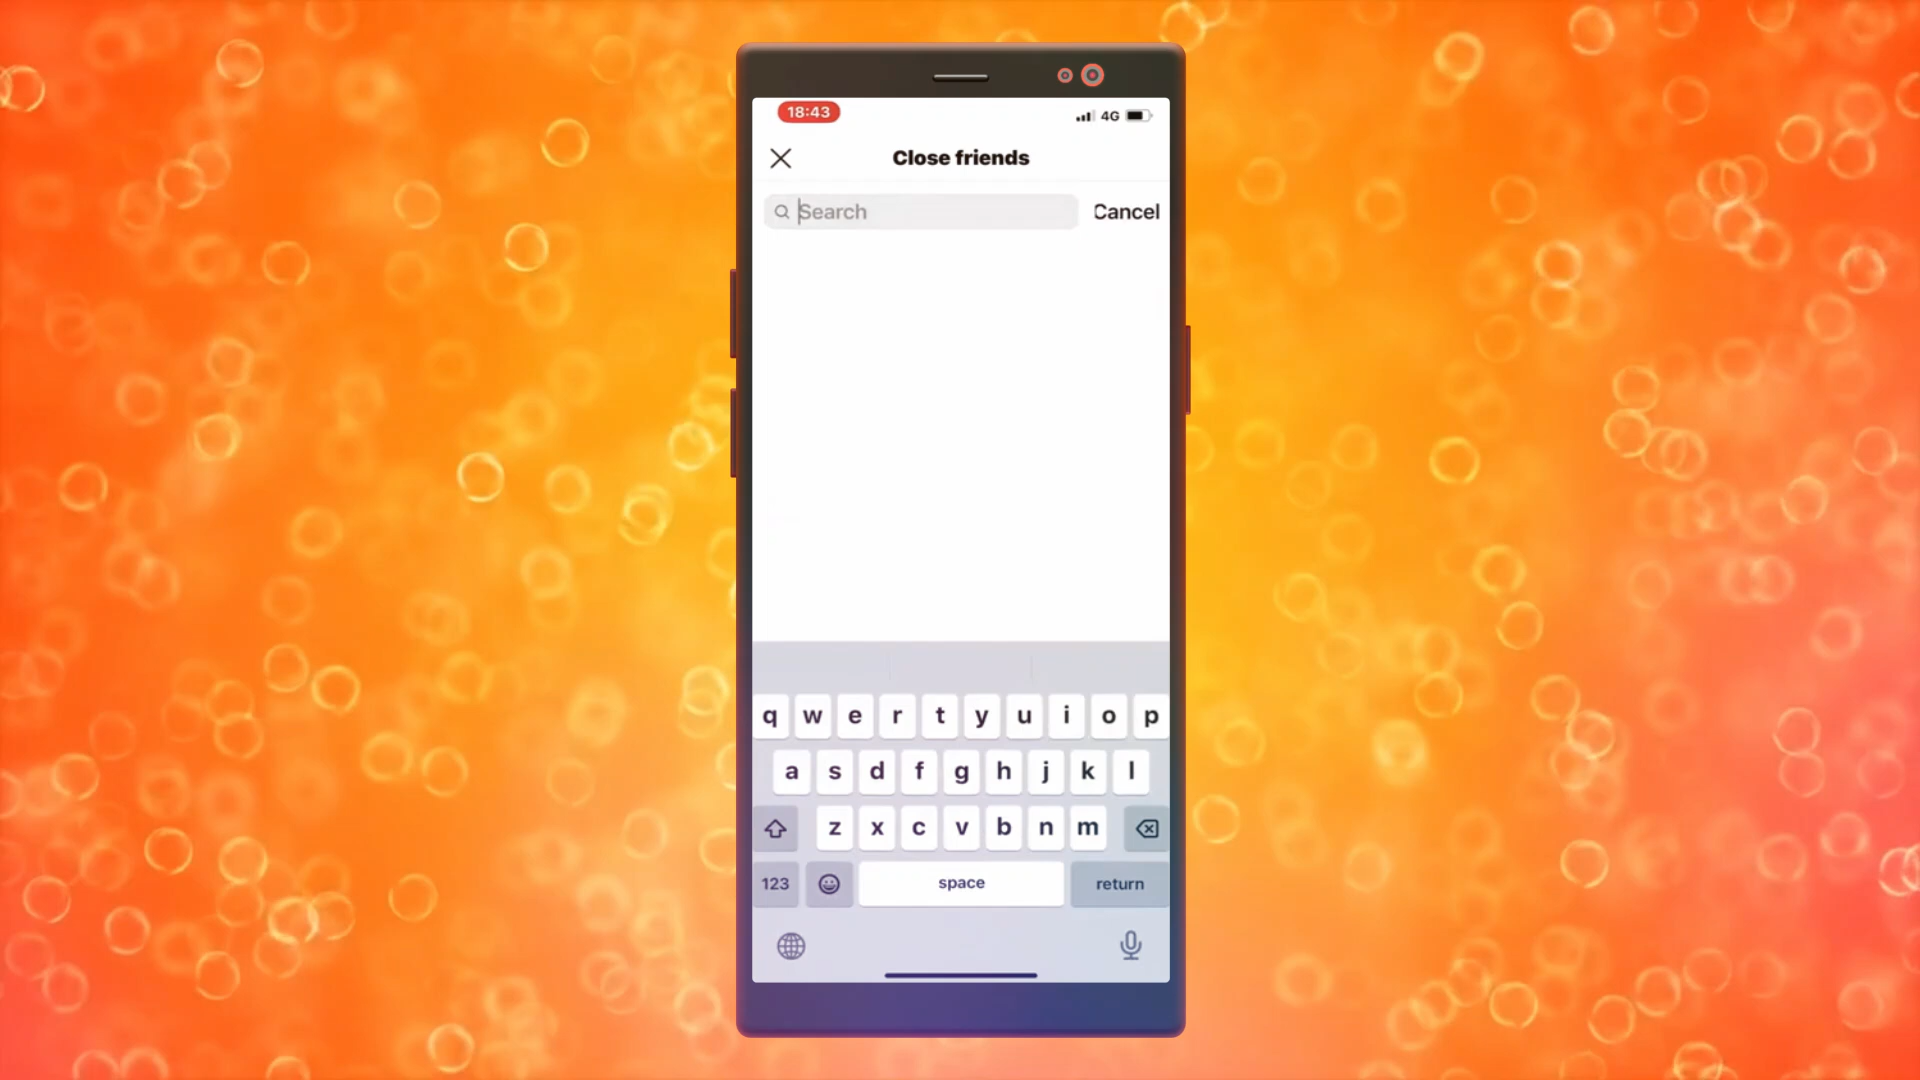 18:43 4G
Close friends
Search Cancel
q w e r t y u i o p
a s d f g h j k l
z x c v b n m
123 space return